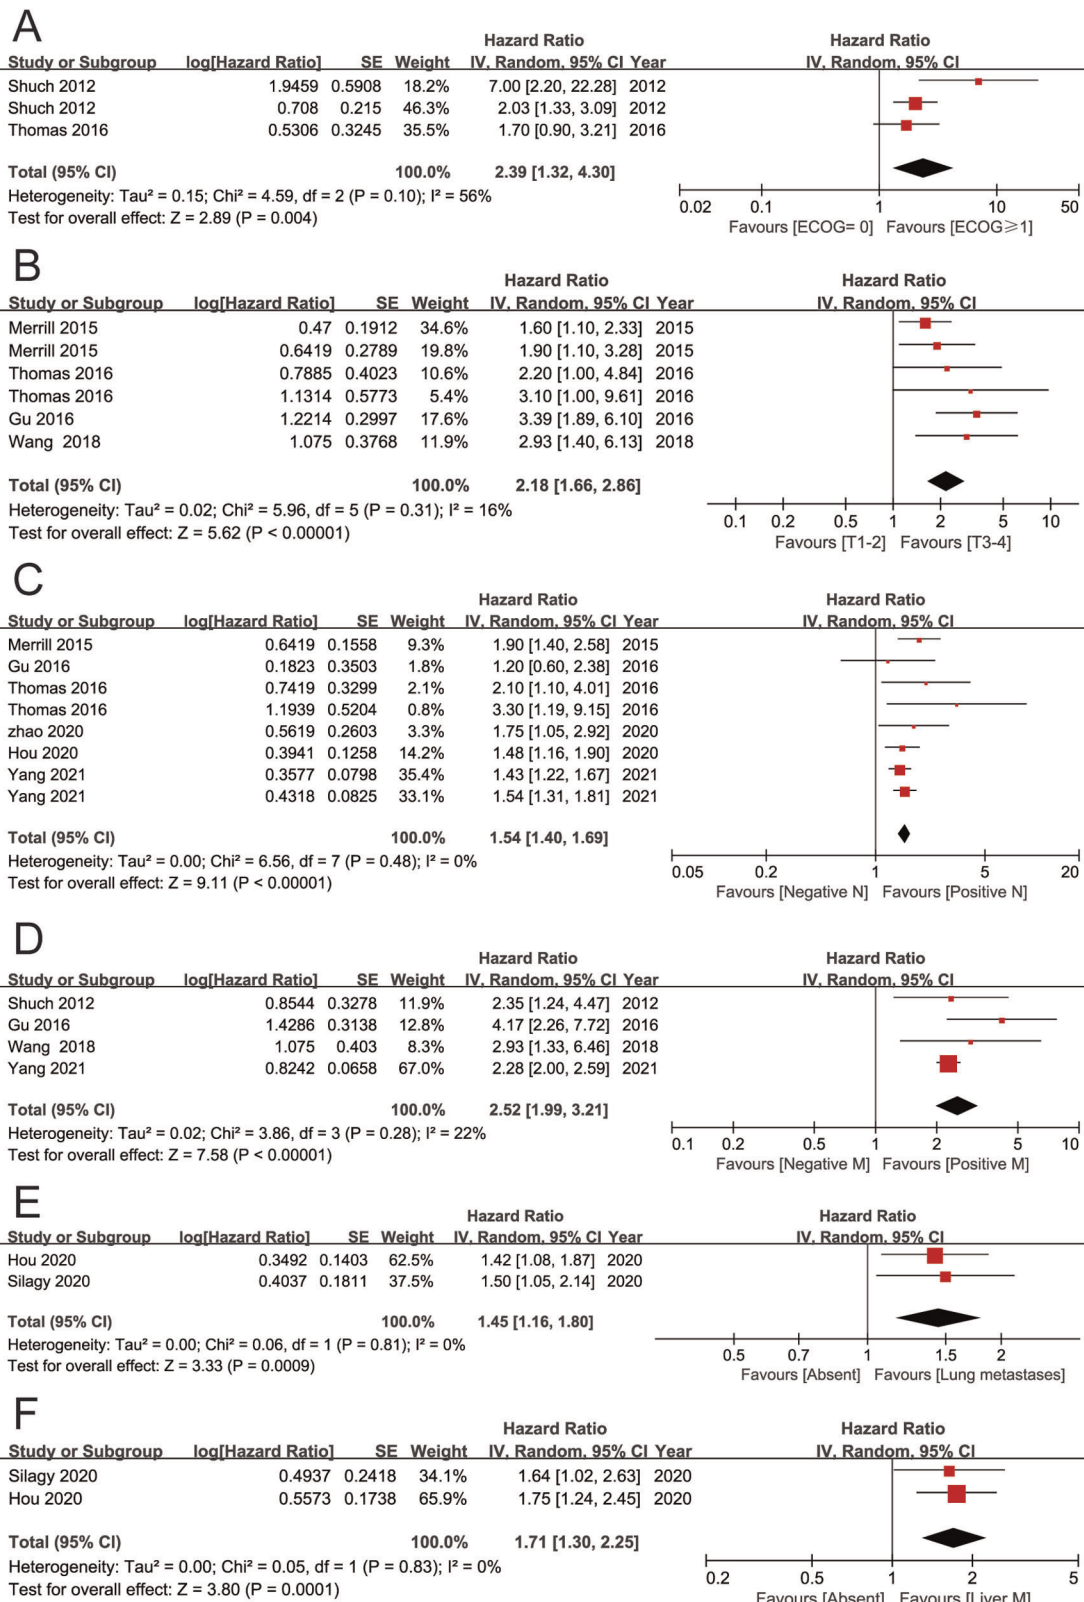 A
Hazard Ratio Hazard Ratio
Study or Subgroup log[Hazard Ratio] SE Weight IV, Random, 95% CI Year IV, Random, 95% CI
Shuch 2012 1.9459 0.5908 18.2% 7.00 [2.20, 22.28] 2012
Shuch 2012 0.708 0.215 46.3% 2.03 [1.33, 3.09] 2012
Thomas 2016 0.5306 0.3245 35.5% 1.70 [0.90, 3.21] 2016
Total (95% CI) 100.0% 2.39 [1.32, 4.30]
Heterogeneity: Tau² = 0.15; Chi² = 4.59, df = 2 (P = 0.10); I² = 56%
Test for overall effect: Z = 2.89 (P = 0.004)
0.02 0.1 1 10 50
Favours [ECOG= 0] Favours [ECOG≥1]
B
Hazard Ratio Hazard Ratio
Study or Subgroup log[Hazard Ratio] SE Weight IV, Random, 95% CI Year IV, Random, 95% CI
Merrill 2015 0.47 0.1912 34.6% 1.60 [1.10, 2.33] 2015
Merrill 2015 0.6419 0.2789 19.8% 1.90 [1.10, 3.28] 2015
Thomas 2016 0.7885 0.4023 10.6% 2.20 [1.00, 4.84] 2016
Thomas 2016 1.1314 0.5773 5.4% 3.10 [1.00, 9.61] 2016
Gu 2016 1.2214 0.2997 17.6% 3.39 [1.89, 6.10] 2016
Wang 2018 1.075 0.3768 11.9% 2.93 [1.40, 6.13] 2018
Total (95% CI) 100.0% 2.18 [1.66, 2.86]
Heterogeneity: Tau² = 0.02; Chi² = 5.96, df = 5 (P = 0.31); I² = 16%
Test for overall effect: Z = 5.62 (P < 0.00001)
0.1 0.2 0.5 1 2 5 10
Favours [T1-2] Favours [T3-4]
C
Hazard Ratio Hazard Ratio
Study or Subgroup log[Hazard Ratio] SE Weight IV, Random, 95% CI Year IV, Random, 95% CI
Merrill 2015 0.6419 0.1558 9.3% 1.90 [1.40, 2.58] 2015
Gu 2016 0.1823 0.3503 1.8% 1.20 [0.60, 2.38] 2016
Thomas 2016 0.7419 0.3299 2.1% 2.10 [1.10, 4.01] 2016
Thomas 2016 1.1939 0.5204 0.8% 3.30 [1.19, 9.15] 2016
zhao 2020 0.5619 0.2603 3.3% 1.75 [1.05, 2.92] 2020
Hou 2020 0.3941 0.1258 14.2% 1.48 [1.16, 1.90] 2020
Yang 2021 0.3577 0.0798 35.4% 1.43 [1.22, 1.67] 2021
Yang 2021 0.4318 0.0825 33.1% 1.54 [1.31, 1.81] 2021
Total (95% CI) 100.0% 1.54 [1.40, 1.69]
Heterogeneity: Tau² = 0.00; Chi² = 6.56, df = 7 (P = 0.48); I² = 0%
Test for overall effect: Z = 9.11 (P < 0.00001)
0.05 0.2 1 5 20
Favours [Negative N] Favours [Positive N]
D
Hazard Ratio Hazard Ratio
Study or Subgroup log[Hazard Ratio] SE Weight IV, Random, 95% CI Year IV, Random, 95% CI
Shuch 2012 0.8544 0.3278 11.9% 2.35 [1.24, 4.47] 2012
Gu 2016 1.4286 0.3138 12.8% 4.17 [2.26, 7.72] 2016
Wang 2018 1.075 0.403 8.3% 2.93 [1.33, 6.46] 2018
Yang 2021 0.8242 0.0658 67.0% 2.28 [2.00, 2.59] 2021
Total (95% CI) 100.0% 2.52 [1.99, 3.21]
Heterogeneity: Tau² = 0.02; Chi² = 3.86, df = 3 (P = 0.28); I² = 22%
Test for overall effect: Z = 7.58 (P < 0.00001)
0.1 0.2 0.5 1 2 5 10
Favours [Negative M] Favours [Positive M]
E
Hazard Ratio Hazard Ratio
Study or Subgroup log[Hazard Ratio] SE Weight IV, Random, 95% CI Year IV, Random, 95% CI
Hou 2020 0.3492 0.1403 62.5% 1.42 [1.08, 1.87] 2020
Silagy 2020 0.4037 0.1811 37.5% 1.50 [1.05, 2.14] 2020
Total (95% CI) 100.0% 1.45 [1.16, 1.80]
Heterogeneity: Tau² = 0.00; Chi² = 0.06, df = 1 (P = 0.81); I² = 0%
Test for overall effect: Z = 3.33 (P = 0.0009)
0.5 0.7 1 1.5 2
Favours [Absent] Favours [Lung metastases]
F
Hazard Ratio Hazard Ratio
Study or Subgroup log[Hazard Ratio] SE Weight IV, Random, 95% CI Year IV, Random, 95% CI
Silagy 2020 0.4937 0.2418 34.1% 1.64 [1.02, 2.63] 2020
Hou 2020 0.5573 0.1738 65.9% 1.75 [1.24, 2.45] 2020
Total (95% CI) 100.0% 1.71 [1.30, 2.25]
Heterogeneity: Tau² = 0.00; Chi² = 0.05, df = 1 (P = 0.83); I² = 0%
Test for overall effect: Z = 3.80 (P = 0.0001)
0.2 0.5 1 2 5
Favours [Absent] Favours [Liver M]